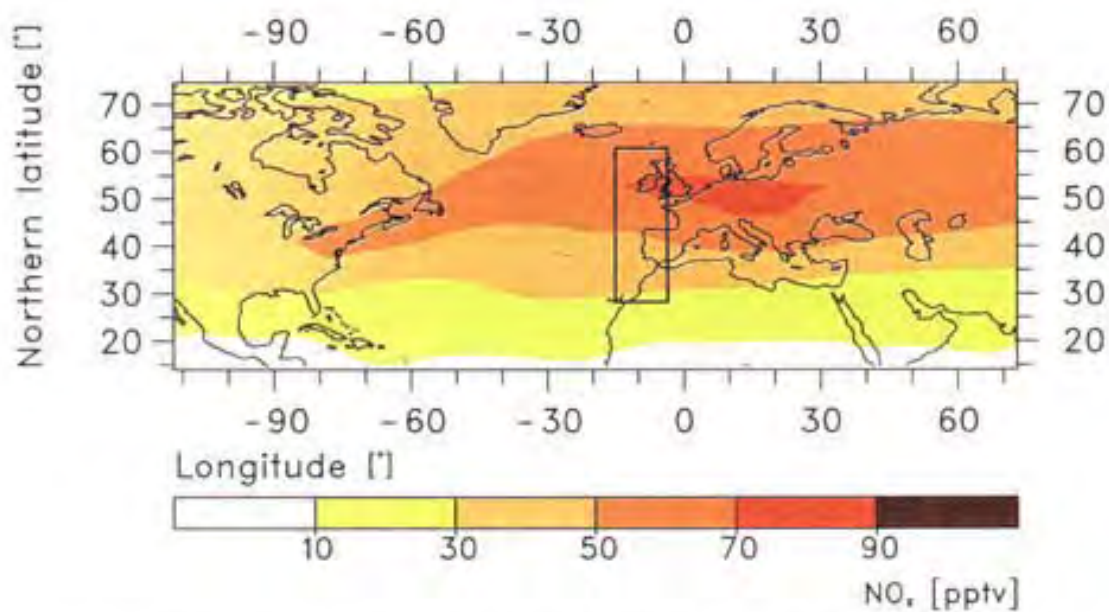 -90 -60 -30 0 30 60
Northern latitude [°]
70 70
60 60
50 50
40 40
30 30
20 20
-90 -60 -30 0 30 60
Longitude [°]
10 30 50 70 90
NOₓ [pptv]